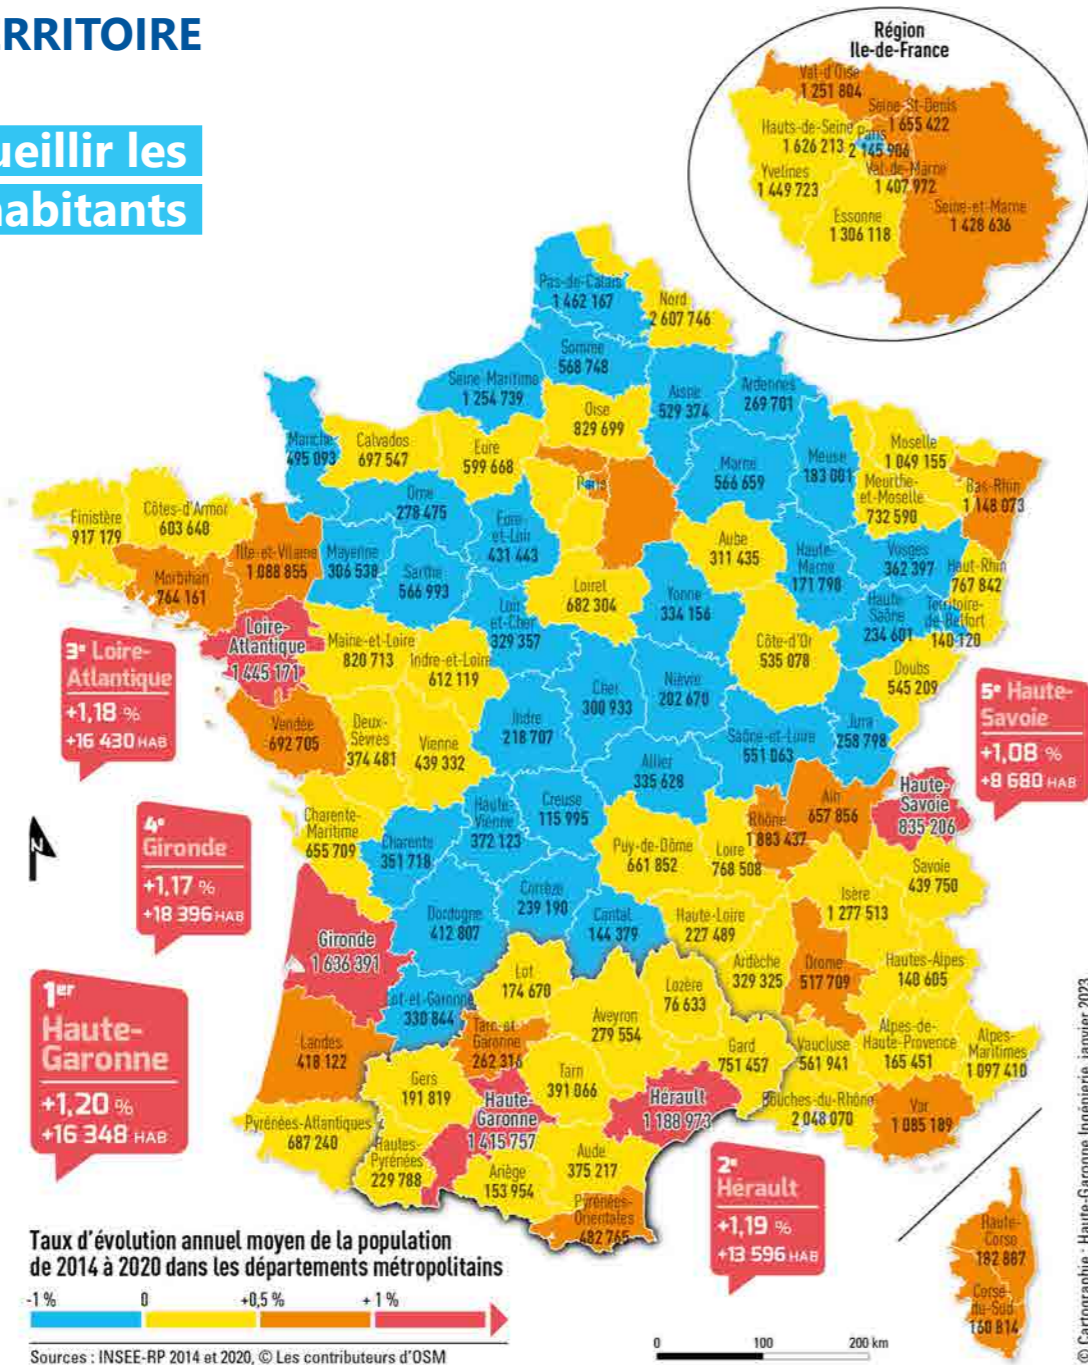 ERRITOIRE
ueillir les
habitants
Région
Ile-de-France
Val-d'Oise
1 251 804
Seine-St-Denis
1 655 422
Hauts-de-Seine
1 626 213
Paris
2 145 906
Val-de-Marne
1 407 972
Yvelines
1 449 723
Essonne
1 306 118
Seine-et-Marne
1 428 636
Pas-de-Calais
1 462 167
Nord
2 607 746
Somme
568 748
Seine-Maritime
1 254 739
Aisne
529 374
Ardennes
269 701
Oise
829 699
Manche
495 093
Calvados
697 547
Eure
599 668
Marne
566 659
Meuse
183 001
Moselle
1 049 155
Meurthe-
et-Moselle
732 590
Bas-Rhin
1 148 073
Paris
Finistère
917 179
Côtes-d'Armor
603 640
Ille-et-Vilaine
1 088 855
Mayenne
306 538
Orne
278 475
Eure-
et-Loir
431 443
Aube
311 435
Haute-
Marne
171 798
Vosges
362 397
Haut-Rhin
767 842
Morbihan
764 161
Sarthe
566 993
Loir
et-Cher
329 357
Loiret
682 304
Yonne
334 156
Haute
Saône
234 601
Territoire-
de-Belfort
140 120
Loire-
Atlantique
1 445 171
Maine-et-Loire
820 713
Indre-et-Loire
612 119
Côte-d'Or
535 078
Doubs
545 209
3e Loire-
Atlantique
+1,18 %
+16 430 HAB
Vendée
692 705
Deux-
Sèvres
374 481
Vienne
439 332
Indre
218 707
Cher
300 933
Nièvre
202 670
Saône-et-Loire
551 063
Jura
258 798
5e Haute-
Savoie
+1,08 %
+8 680 HAB
Allier
335 628
Haute-
Savoie
835 206
Ain
657 856
Rhône
1 883 437
4e
Gironde
+1,17 %
+18 396 HAB
Charente-
Maritime
655 709
Charente
351 718
Haute-
Vienne
372 123
Creuse
115 995
Puy-de-Dôme
661 852
Loire
768 508
Savoie
439 750
Isère
1 277 513
Corrèze
239 190
Dordogne
412 807
Cantal
144 379
Haute-Loire
227 489
Gironde
1 636 391
Ardèche
329 325
Drome
517 709
Hautes-Alpes
140 605
Lot
174 670
Lozère
76 633
Aveyron
279 554
Lot-et-Garonne
330 844
Tarn-et-
Garonne
262 316
Gard
751 457
Vaucluse
561 941
Alpes-de-
Haute-Provence
165 451
Alpes-
Maritimes
1 097 410
Landes
418 122
1er
Haute-
Garonne
+1,20 %
+16 348 HAB
Gers
191 819
Tarn
391 066
Haute-
Garonne
1 415 757
Hérault
1 188 973
Bouches-du-Rhône
2 048 070
Var
1 085 189
Pyrénées-Atlantiques
687 240
Hautes-
Pyrénées
229 788
Ariège
153 954
Aude
375 217
Pyrénées-
Orientales
482 765
2e
Hérault
+1,19 %
+13 596 HAB
Haute-
Corse
182 887
Corse
du-Sud
160 814
N
Taux d'évolution annuel moyen de la population
de 2014 à 2020 dans les départements métropolitains
-1 % 0 +0,5 % + 1 %
Sources : INSEE-RP 2014 et 2020, © Les contributeurs d'OSM
0 100 200 km
© Cartographie : Haute-Garonne Ingénierie, janvier 2023